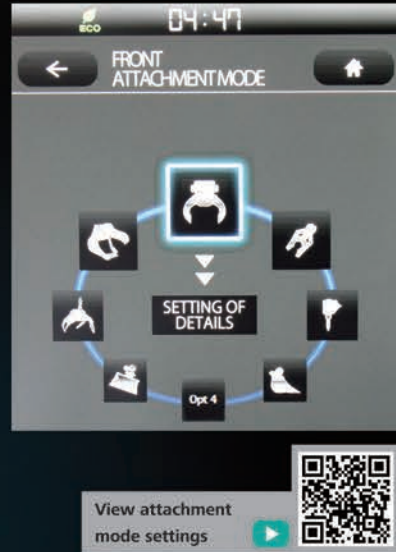 ECO
04:47
FRONT
ATTACHMENT MODE
SETTING OF
DETAILS
Opt 4
View attachment
mode settings